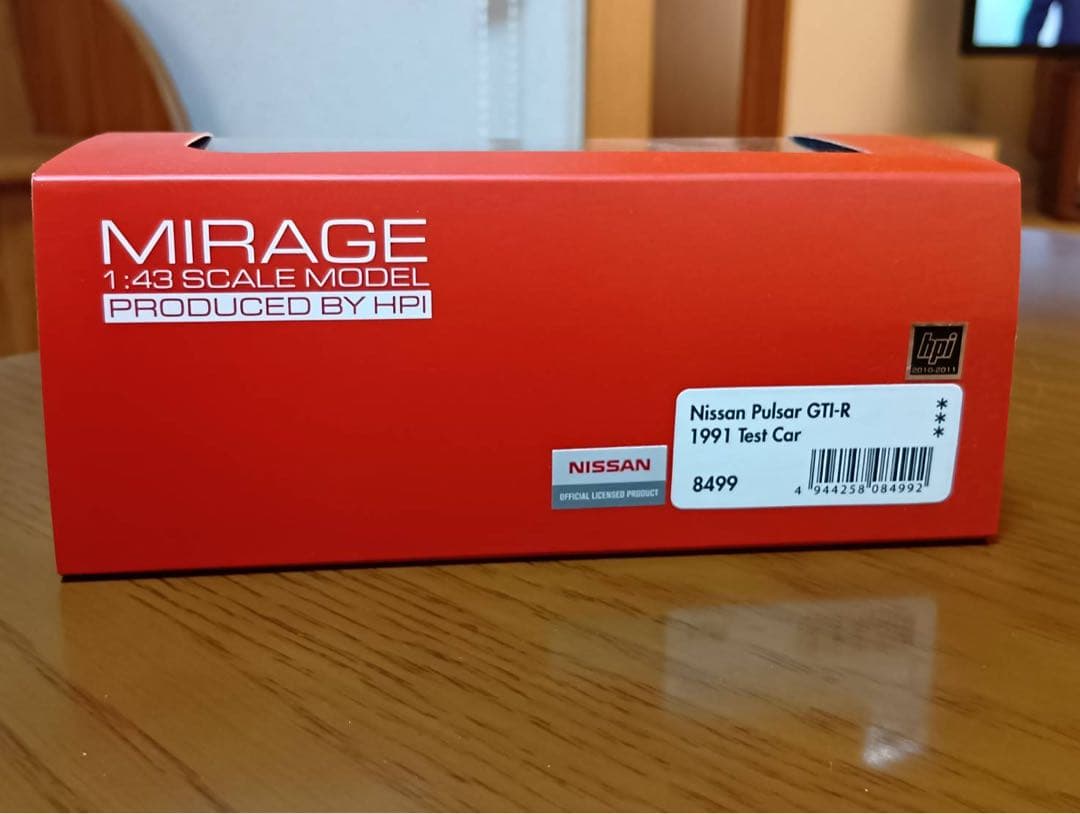 MIRAGE
1:43 SCALE MODEL
PRODUCED BY HPI
hpi
2010-2011
Nissan Pulsar GTI-R
1991 Test Car
***
8499
4 944258 084992
NISSAN
OFFICIAL LICENSED PRODUCT